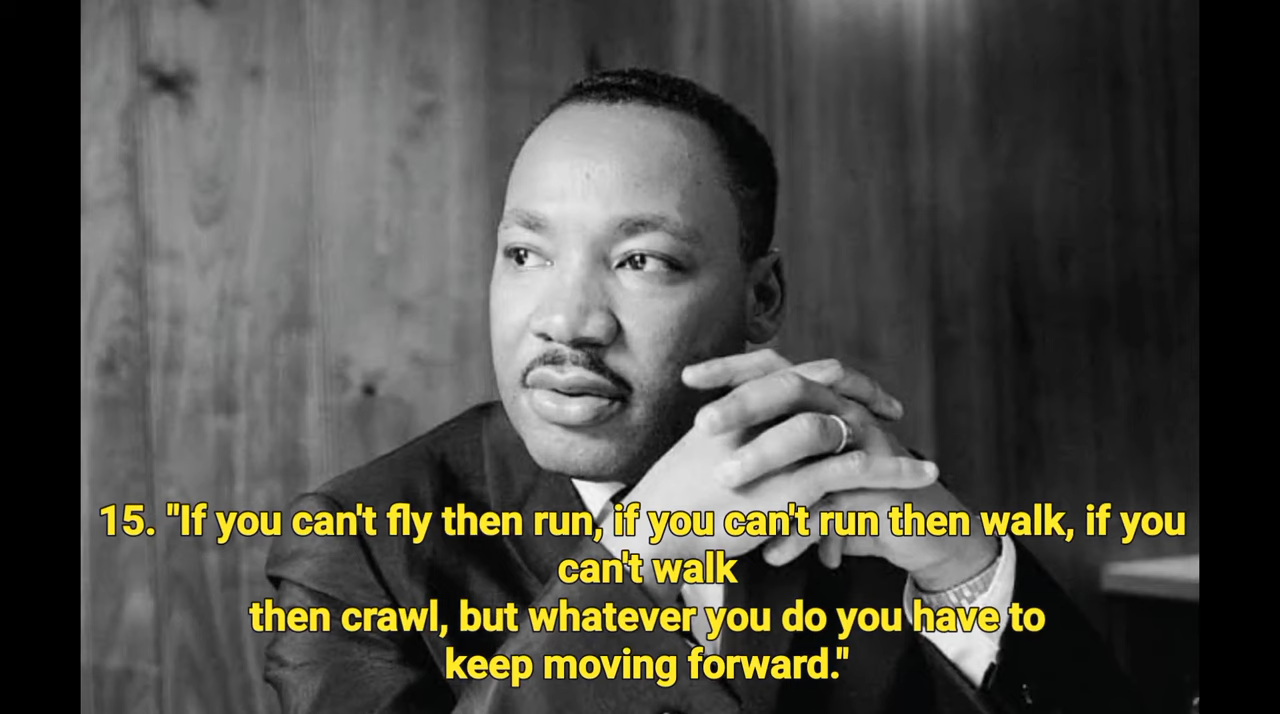 15. "If you can't fly then run, if you can't run then walk, if you
can't walk
then crawl, but whatever you do you have to
keep moving forward."